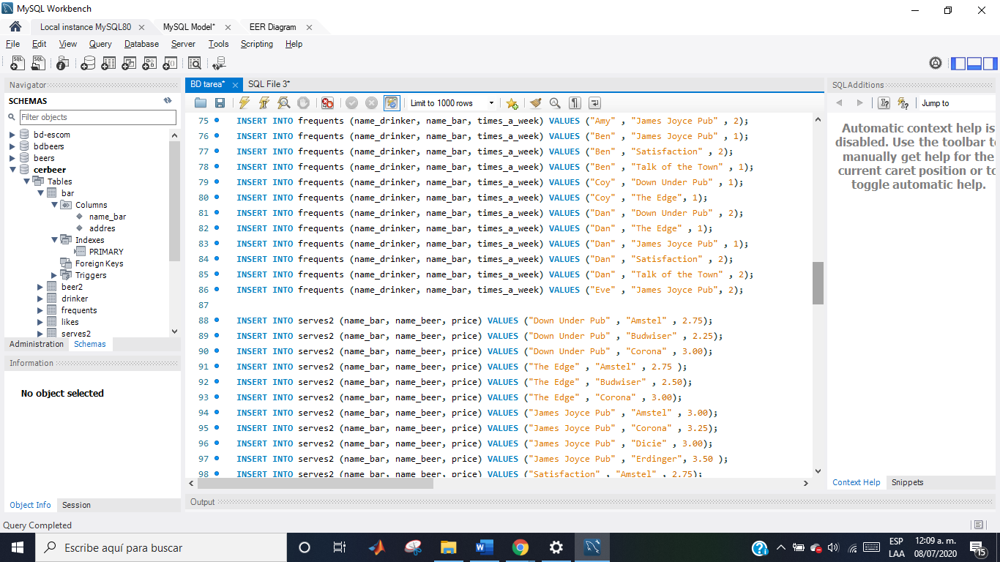 MySQL Workbench
Local instance MySQL80
MySQL Model*
EER Diagram
File Edit View Query Database Server Tools Scripting Help
Navigator
SCHEMAS
Filter objects
bd-escom
bdbeers
beers
cerbeer
Tables
bar
Columns
name_bar
addres
Indexes
PRIMARY
Foreign Keys
Triggers
beer2
drinker
frequents
likes
serves2
Administration Schemas
Information
No object selected
Object Info Session
BD tarea*
SQL File 3*
Limit to 1000 rows
75 INSERT INTO frequents (name_drinker, name_bar, times_a_week) VALUES ("Amy" , "James Joyce Pub" , 2);
76 INSERT INTO frequents (name_drinker, name_bar, times_a_week) VALUES ("Ben" , "James Joyce Pub" , 1);
77 INSERT INTO frequents (name_drinker, name_bar, times_a_week) VALUES ("Ben" , "Satisfaction" , 2);
78 INSERT INTO frequents (name_drinker, name_bar, times_a_week) VALUES ("Ben" , "Talk of the Town" , 1);
79 INSERT INTO frequents (name_drinker, name_bar, times_a_week) VALUES ("Coy" , "Down Under Pub" , 1);
80 INSERT INTO frequents (name_drinker, name_bar, times_a_week) VALUES ("Coy" , "The Edge", 1);
81 INSERT INTO frequents (name_drinker, name_bar, times_a_week) VALUES ("Dan" , "Down Under Pub" , 2);
82 INSERT INTO frequents (name_drinker, name_bar, times_a_week) VALUES ("Dan" , "The Edge" , 1);
83 INSERT INTO frequents (name_drinker, name_bar, times_a_week) VALUES ("Dan" , "James Joyce Pub" , 1);
84 INSERT INTO frequents (name_drinker, name_bar, times_a_week) VALUES ("Dan" , "Satisfaction" , 2);
85 INSERT INTO frequents (name_drinker, name_bar, times_a_week) VALUES ("Dan" , "Talk of the Town" , 2);
86 INSERT INTO frequents (name_drinker, name_bar, times_a_week) VALUES ("Eve" , "James Joyce Pub", 2);
87
88 INSERT INTO serves2 (name_bar, name_beer, price) VALUES ("Down Under Pub" , "Amstel" , 2.75);
89 INSERT INTO serves2 (name_bar, name_beer, price) VALUES ("Down Under Pub" , "Budwiser" , 2.25);
90 INSERT INTO serves2 (name_bar, name_beer, price) VALUES ("Down Under Pub" , "Corona" , 3.00);
91 INSERT INTO serves2 (name_bar, name_beer, price) VALUES ("The Edge" , "Amstel" , 2.75 );
92 INSERT INTO serves2 (name_bar, name_beer, price) VALUES ("The Edge" , "Budwiser" , 2.50);
93 INSERT INTO serves2 (name_bar, name_beer, price) VALUES ("The Edge" , "Corona" , 3.00);
94 INSERT INTO serves2 (name_bar, name_beer, price) VALUES ("James Joyce Pub" , "Amstel" , 3.00);
95 INSERT INTO serves2 (name_bar, name_beer, price) VALUES ("James Joyce Pub" , "Corona" , 3.25);
96 INSERT INTO serves2 (name_bar, name_beer, price) VALUES ("James Joyce Pub" , "Dicie" , 3.00);
97 INSERT INTO serves2 (name_bar, name_beer, price) VALUES ("James Joyce Pub" , "Erdinger", 3.50 );
98 INSERT INTO serves2 (name_bar, name_beer, price) VALUES ("Satisfaction" , "Amstel" , 2.75);
Output
SQLAdditions
Jump to
Automatic context help is
disabled. Use the toolbar to
manually get help for the
current caret position or to
toggle automatic help.
Context Help Snippets
Query Completed
Escribe aquí para buscar
ESP
LAA
12:09 a. m.
08/07/2020
15